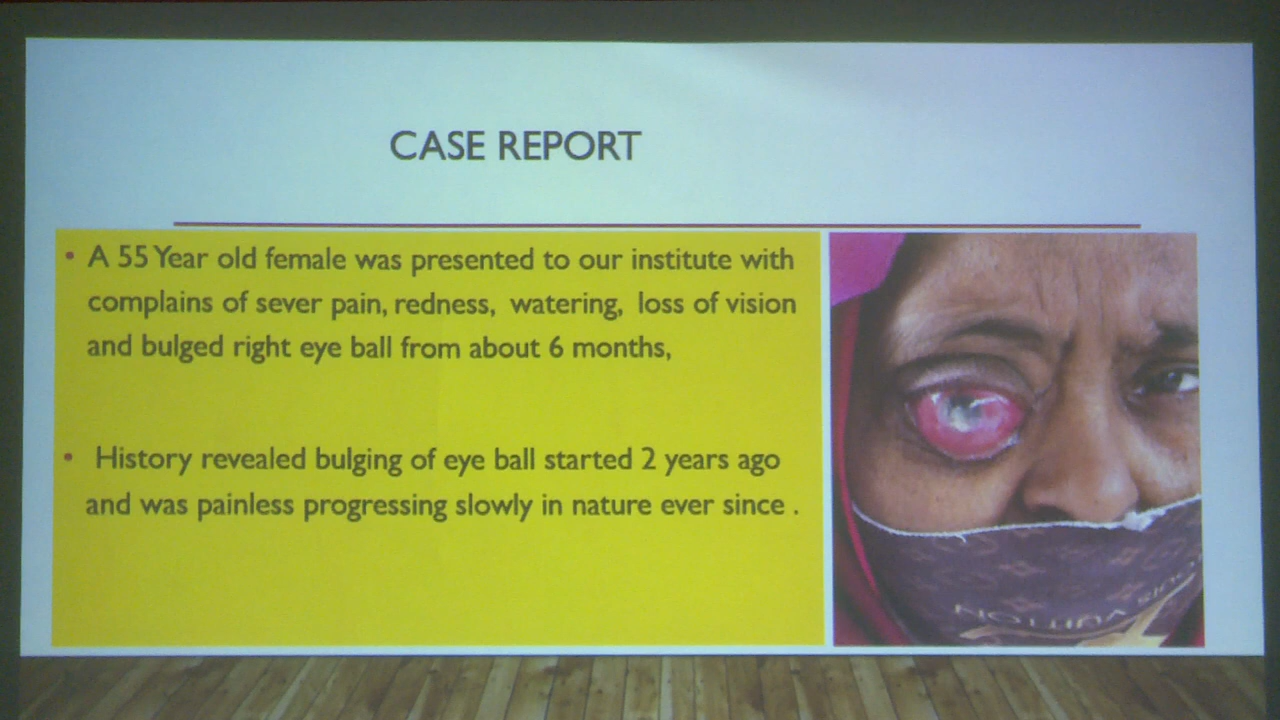 CASE REPORT
• A 55 Year old female was presented to our institute with
complains of sever pain, redness, watering, loss of vision
and bulged right eye ball from about 6 months,
• History revealed bulging of eye ball started 2 years ago
and was painless progressing slowly in nature ever since .
VUITTON